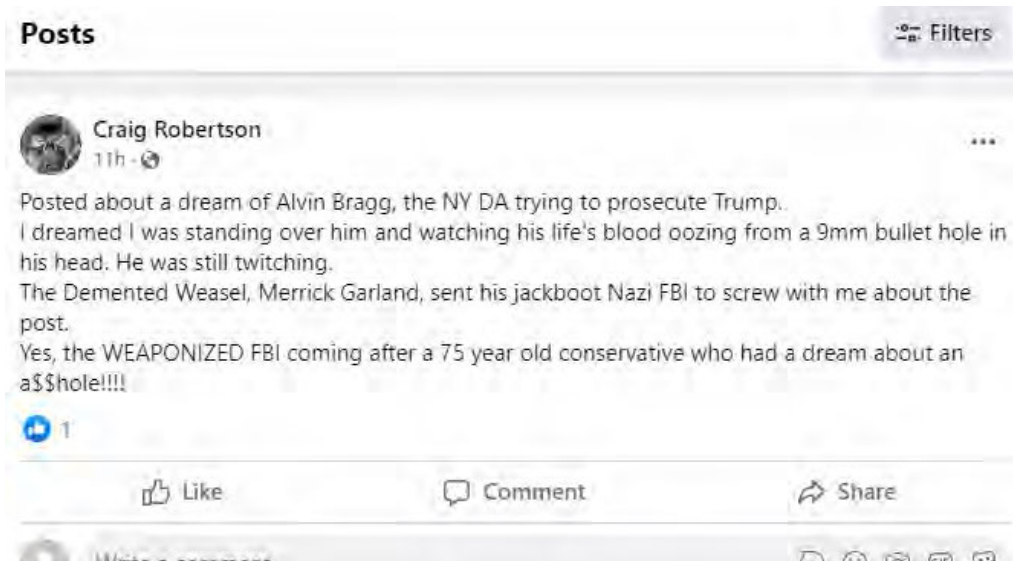 Posts
Filters
Craig Robertson
11h ·
Posted about a dream of Alvin Bragg, the NY DA trying to prosecute Trump..
I dreamed I was standing over him and watching his life's blood oozing from a 9mm bullet hole in
his head. He was still twitching.
The Demented Weasel, Merrick Garland, sent his jackboot Nazi FBI to screw with me about the
post.
Yes, the WEAPONIZED FBI coming after a 75 year old conservative who had a dream about an
a$$hole!!!!
1
Like
Comment
Share